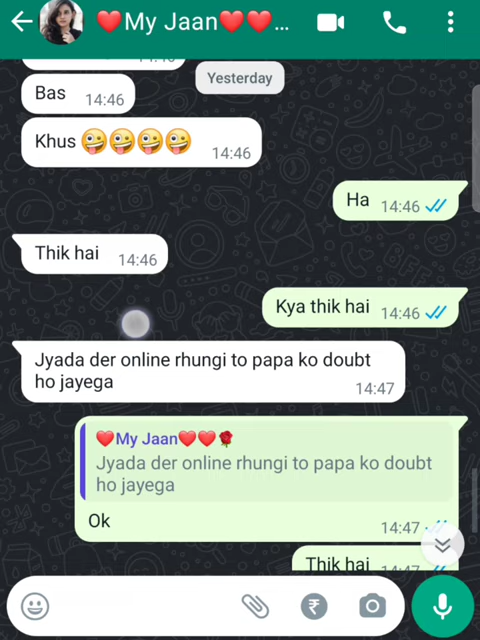 ❤️My Jaan❤️❤️...
Yesterday
Bas 14:46
Khus 🤪🤪🤪🤪 14:46
Ha 14:46
Thik hai 14:46
Kya thik hai 14:46
Jyada der online rhungi to papa ko doubt
ho jayega 14:47
❤️My Jaan❤️❤️🌹
Jyada der online rhungi to papa ko doubt
ho jayega
Ok 14:47
Thik hai 14:47